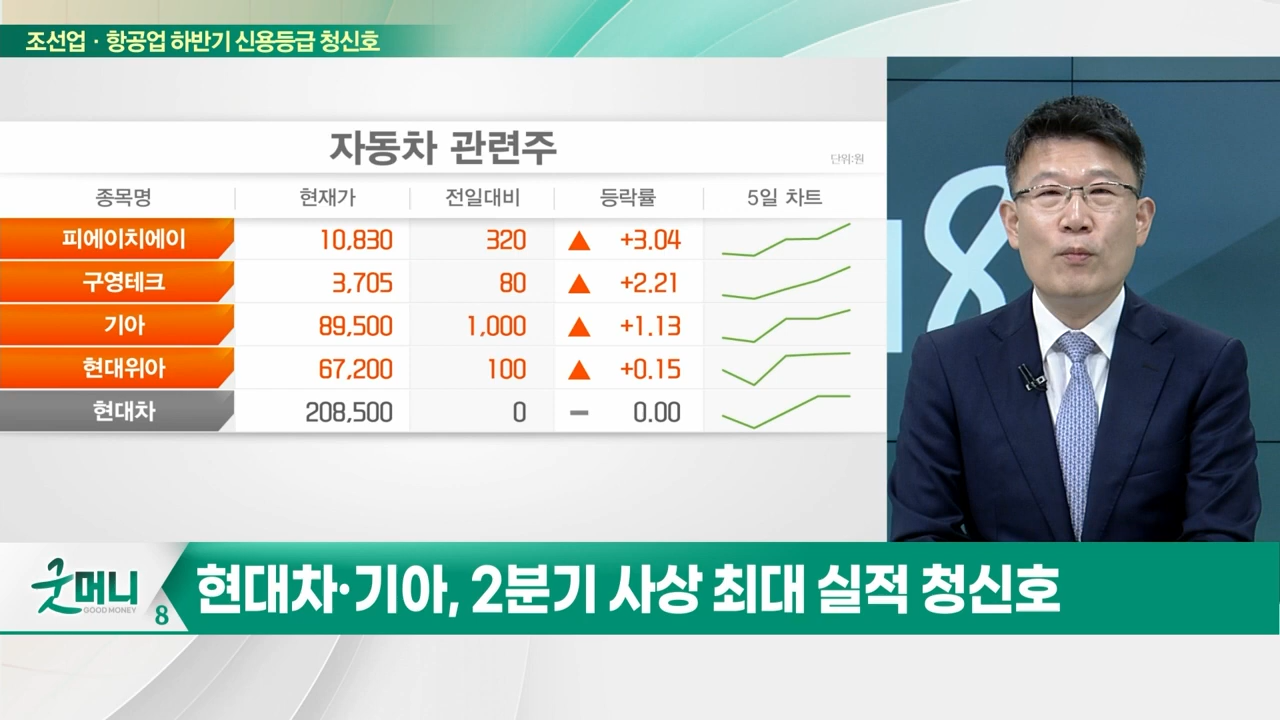 조선업 · 항공업 하반기 신용등급 청신호
자동차 관련주
단위:원
종목명 현재가 전일대비 등락률 5일 차트
피에이치에이 10,830 320 ▲ +3.04
구영테크 3,705 80 ▲ +2.21
기아 89,500 1,000 ▲ +1.13
현대위아 67,200 100 ▲ +0.15
현대차 208,500 0 – 0.00
8
굿머니
GOOD MONEY
8
현대차·기아, 2분기 사상 최대 실적 청신호